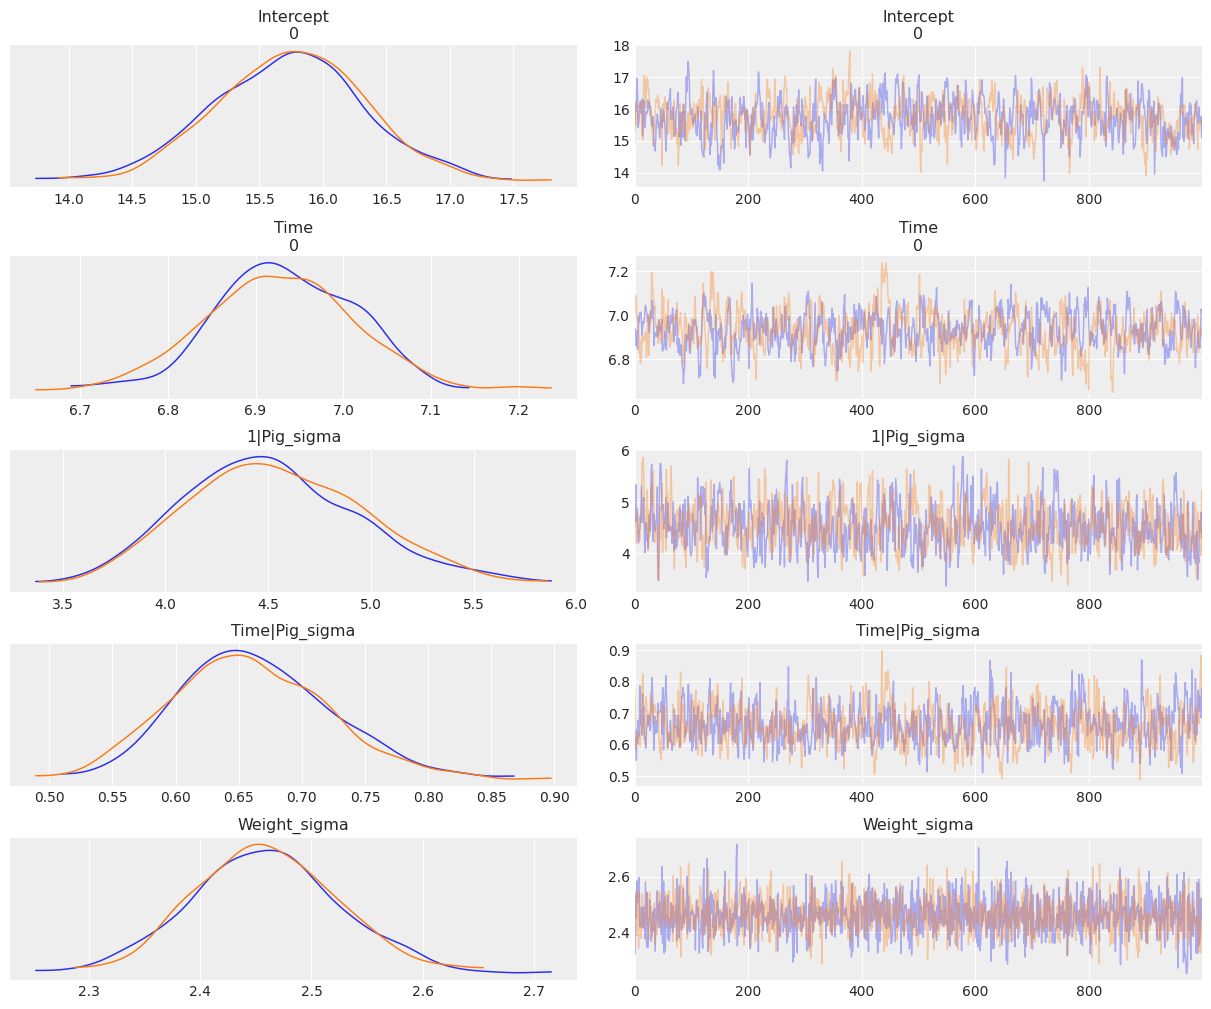 Intercept
0
14.0 14.5 15.0 15.5 16.0 16.5 17.0 17.5
Intercept
0
18
17
16
15
14
0 200 400 600 800
Time
0
6.7 6.8 6.9 7.0 7.1 7.2
Time
0
7.2
7.0
6.8
0 200 400 600 800
1|Pig_sigma
3.5 4.0 4.5 5.0 5.5 6.0
1|Pig_sigma
6
5
4
0 200 400 600 800
Time|Pig_sigma
0.50 0.55 0.60 0.65 0.70 0.75 0.80 0.85 0.90
Time|Pig_sigma
0.9
0.8
0.7
0.6
0.5
0 200 400 600 800
Weight_sigma
2.3 2.4 2.5 2.6 2.7
Weight_sigma
2.6
2.4
0 200 400 600 800